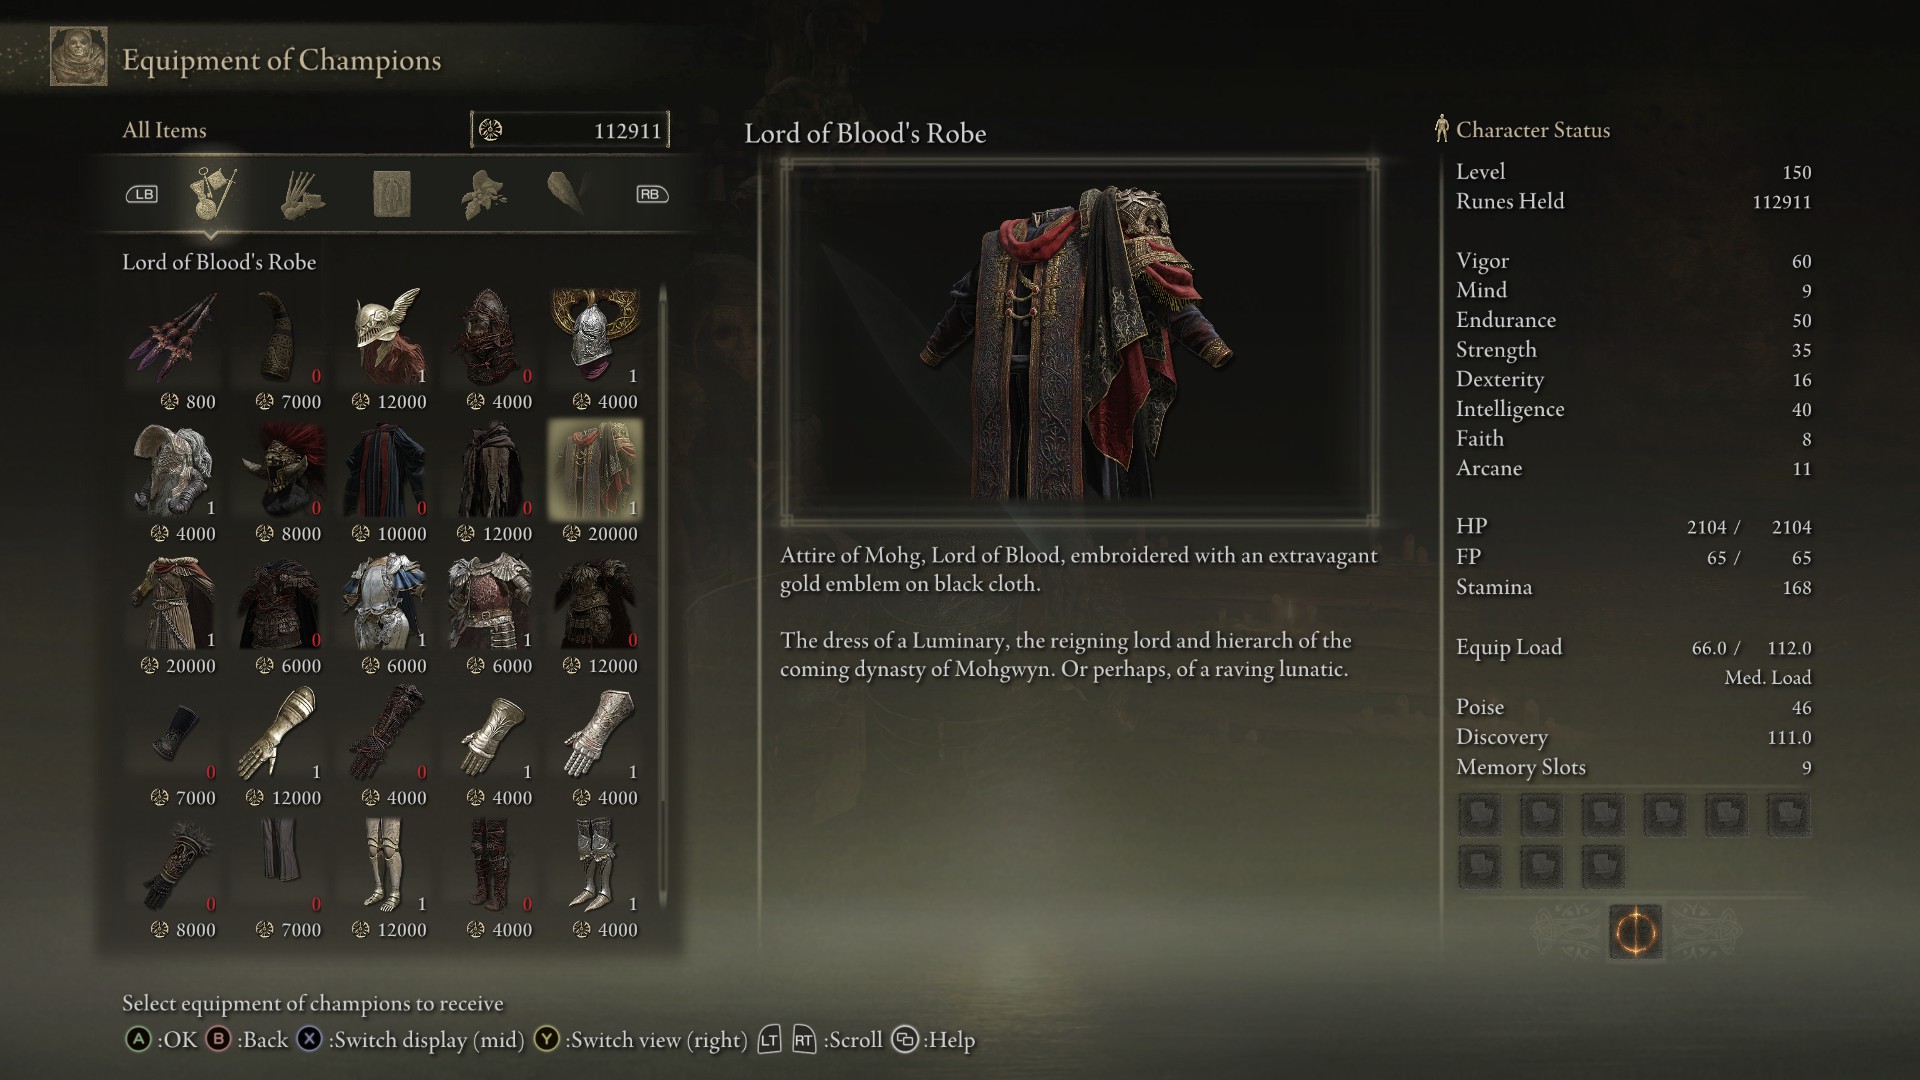 Equipment of Champions
All Items
112911
LB
RB
Lord of Blood's Robe
0 1 0 1
800 7000 12000 4000 4000
1 0 0 0 1
4000 8000 10000 12000 20000
1 0 1 1 0
20000 6000 6000 6000 12000
0 1 0 1 1
7000 12000 4000 4000 4000
0 0 1 0 1
8000 7000 12000 4000 4000
Lord of Blood's Robe
Attire of Mohg, Lord of Blood, embroidered with an extravagant
gold emblem on black cloth.
The dress of a Luminary, the reigning lord and hierarch of the
coming dynasty of Mohgwyn. Or perhaps, of a raving lunatic.
Character Status
Level 150
Runes Held 112911
Vigor 60
Mind 9
Endurance 50
Strength 35
Dexterity 16
Intelligence 40
Faith 8
Arcane 11
HP 2104 / 2104
FP 65 / 65
Stamina 168
Equip Load 66.0 / 112.0
Med. Load
Poise 46
Discovery 111.0
Memory Slots 9
Select equipment of champions to receive
A :OK B :Back X :Switch display (mid) Y :Switch view (right) LT RT :Scroll :Help